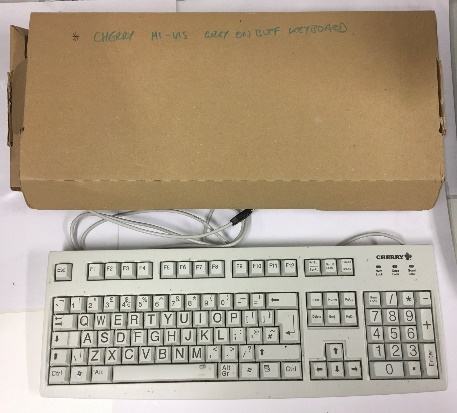 * CHERRY HI-VIS GREY ON BUFF KEYBOARD
CHERRY
Esc F1 F2 F3 F4 F5 F6 F7 F8 F9 F10 F11 F12
Q W E R T Y U I O P
7 8 9
A S D F G H J K L
4 5 6
Z X C V B N M
1 2 3
Ctrl Alt Alt Gr Ctrl
0 Enter